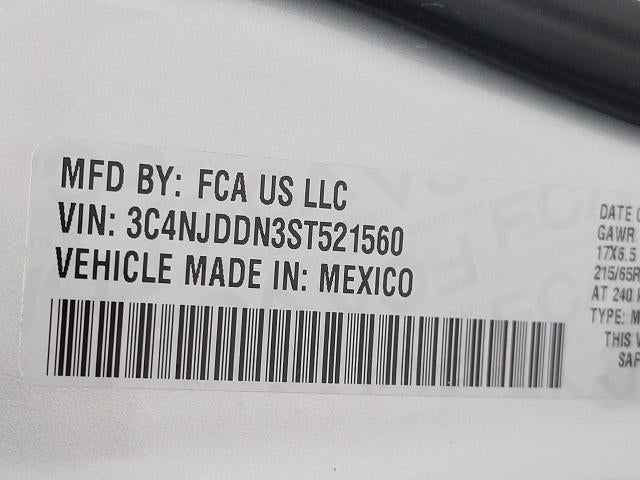 MFD BY: FCA US LLC
VIN: 3C4NJDDN3ST521560
VEHICLE MADE IN: MEXICO
DATE O
GAWR
17X6.5
215/65R
AT 240
TYPE: M
THIS V
SAF